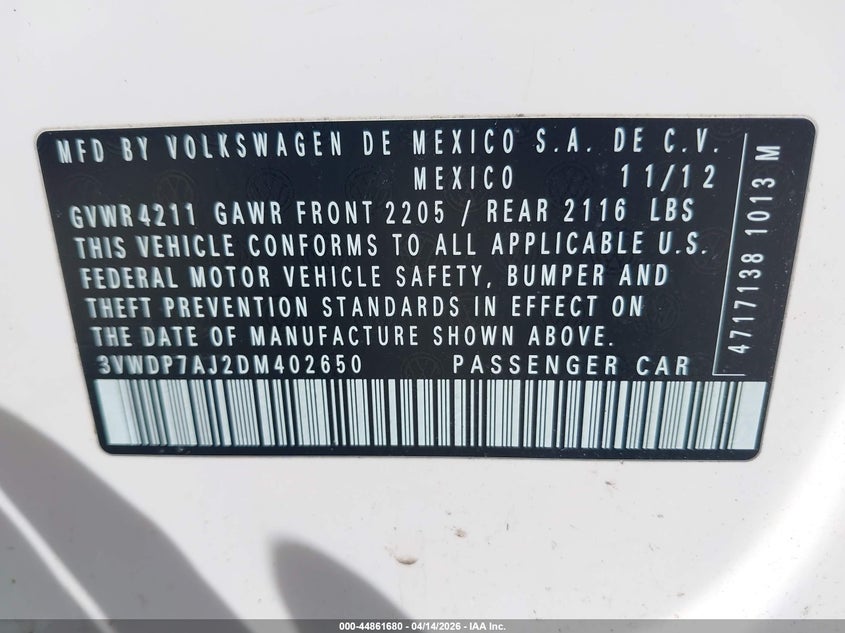 MFD BY VOLKSWAGEN DE MEXICO S.A. DE C.V.
MEXICO 11/12
GVWR 4211 GAWR FRONT 2205 / REAR 2116 LBS
THIS VEHICLE CONFORMS TO ALL APPLICABLE U.S.
FEDERAL MOTOR VEHICLE SAFETY, BUMPER AND
THEFT PREVENTION STANDARDS IN EFFECT ON
THE DATE OF MANUFACTURE SHOWN ABOVE.
3VWDP7AJ2DM402650 PASSENGER CAR
4717138 1013 M
000-44861680 - 04/14/2026 - IAA Inc.